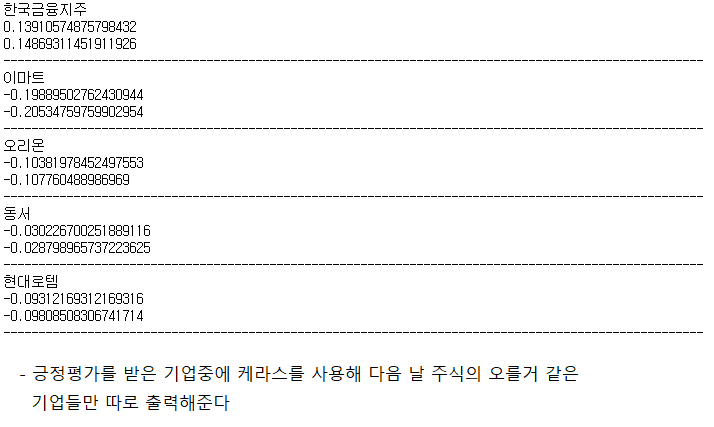 한국금융지주
0.13910574875798432
0.14869311451911926
이마트
-0.19889502762430944
-0.20534759759902954
오리온
-0.10381978452497553
-0.107760488986969
동서
-0.030226700251889116
-0.028798965737223625
현대로템
-0.09312169312169316
-0.09808508306741714
- 긍정평가를 받은 기업중에 케라스를 사용해 다음 날 주식의 오를거 같은
기업들만 따로 출력해준다